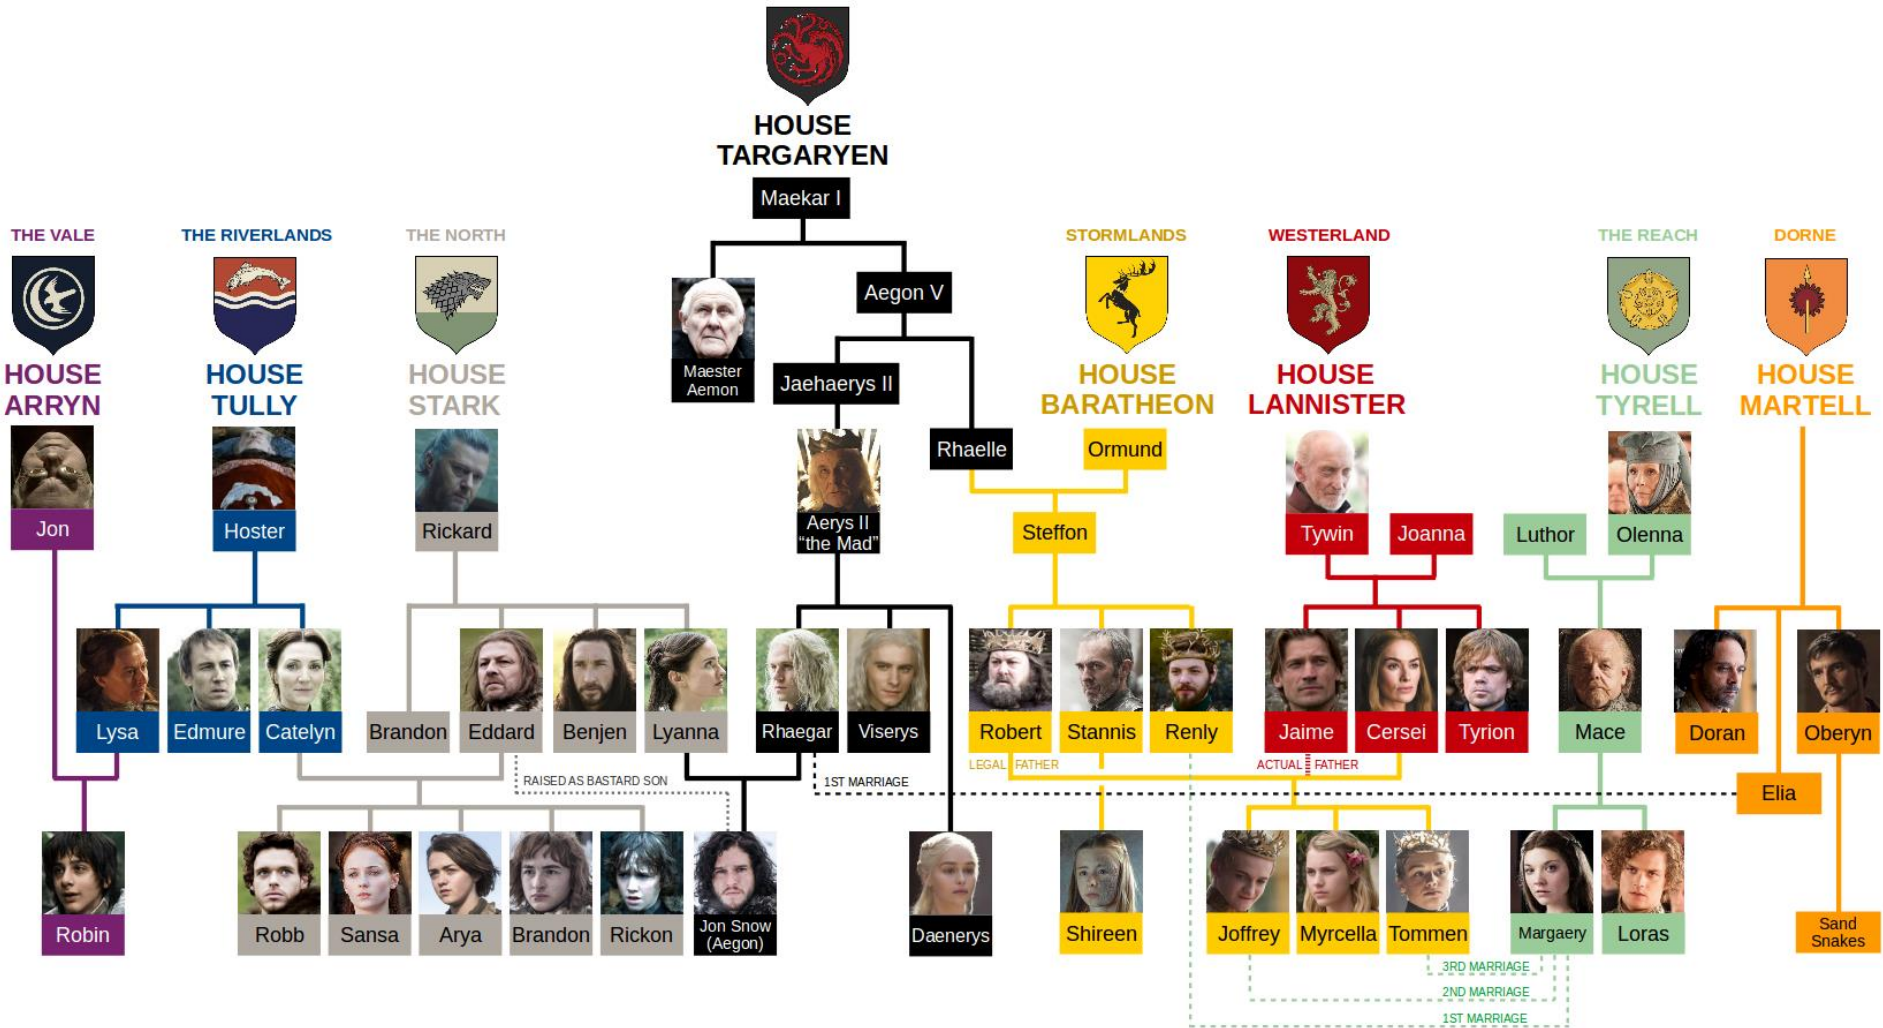 HOUSE
TARGARYEN
Maekar I
THE VALE
THE RIVERLANDS
THE NORTH
STORMLANDS
WESTERLAND
THE REACH
DORNE
Aegon V
HOUSE
ARRYN
HOUSE
TULLY
HOUSE
STARK
Maester
Aemon
Jaehaerys II
HOUSE
BARATHEON
HOUSE
LANNISTER
HOUSE
TYRELL
HOUSE
MARTELL
Rhaelle
Ormund
Jon
Hoster
Rickard
Aerys II
“the Mad”
Steffon
Tywin
Joanna
Luthor
Olenna
Lysa
Edmure
Catelyn
Brandon
Eddard
Benjen
Lyanna
Rhaegar
Viserys
Robert
Stannis
Renly
Jaime
Cersei
Tyrion
Mace
Doran
Oberyn
LEGAL FATHER
ACTUAL FATHER
RAISED AS BASTARD SON
1ST MARRIAGE
Elia
Robin
Robb
Sansa
Arya
Brandon
Rickon
Jon Snow
(Aegon)
Daenerys
Shireen
Joffrey
Myrcella
Tommen
Margaery
Loras
Sand
Snakes
3RD MARRIAGE
2ND MARRIAGE
1ST MARRIAGE